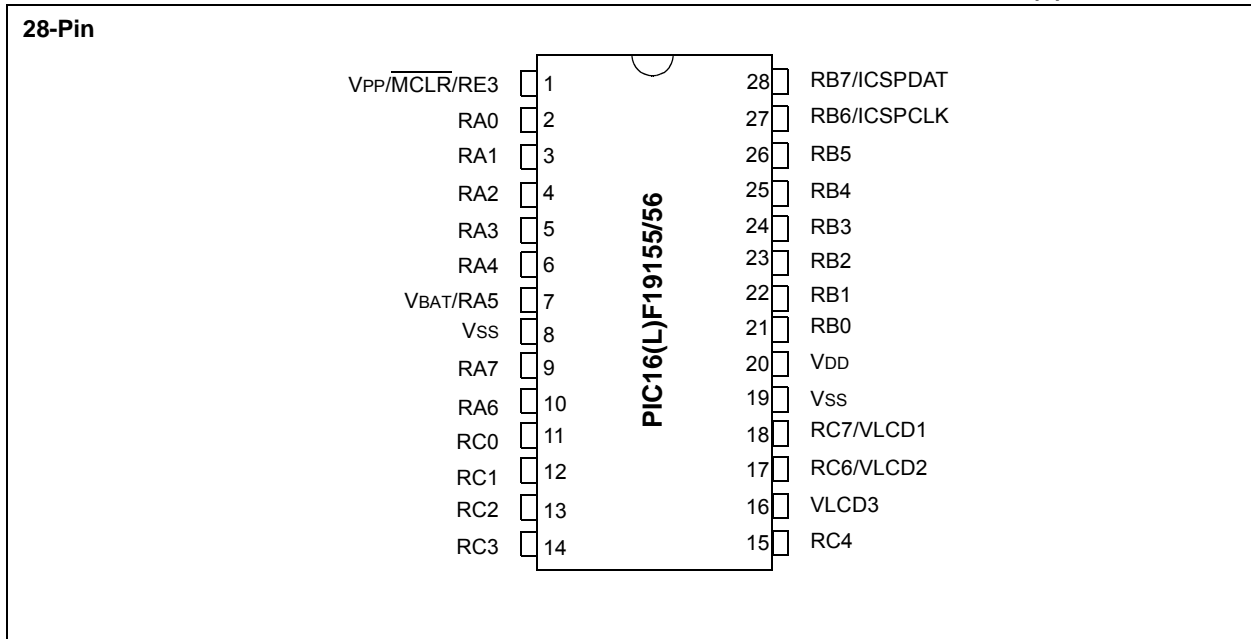 28-Pin
VPP/MCLR/RE3 1
RA0 2
RA1 3
RA2 4
RA3 5
RA4 6
VBAT/RA5 7
VSS 8
RA7 9
RA6 10
RC0 11
RC1 12
RC2 13
RC3 14
PIC16(L)F19155/56
28 RB7/ICSPDAT
27 RB6/ICSPCLK
26 RB5
25 RB4
24 RB3
23 RB2
22 RB1
21 RB0
20 VDD
19 VSS
18 RC7/VLCD1
17 RC6/VLCD2
16 VLCD3
15 RC4